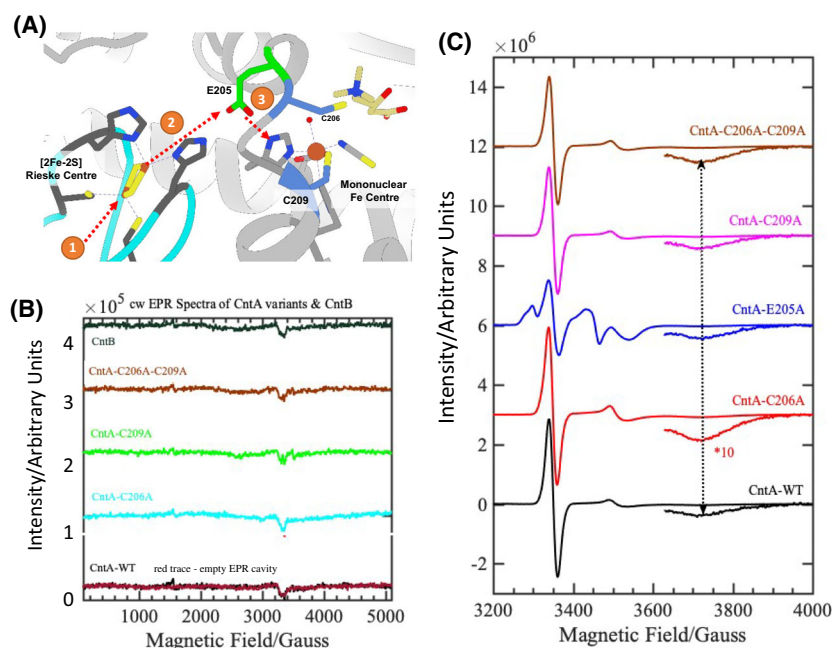 (A)
E205
3
C206
2
[2Fe-2S]
Rieske Centre
Mononuclear
Fe Centre
C209
1
(B)
×10⁵ cw EPR Spectra of CntA variants & CntB
Intensity/Arbitrary Units
4
3
2
1
0
CntB
CntA-C206A-C209A
CntA-C209A
CntA-C206A
CntA-WT
red trace - empty EPR cavity
1000 2000 3000 4000 5000
Magnetic Field/Gauss
(C)
×10⁶
Intensity/Arbitrary Units
14
12
10
8
6
4
2
0
-2
CntA-C206A-C209A
CntA-C209A
CntA-E205A
CntA-C206A
*10
CntA-WT
3200 3400 3600 3800 4000
Magnetic Field/Gauss